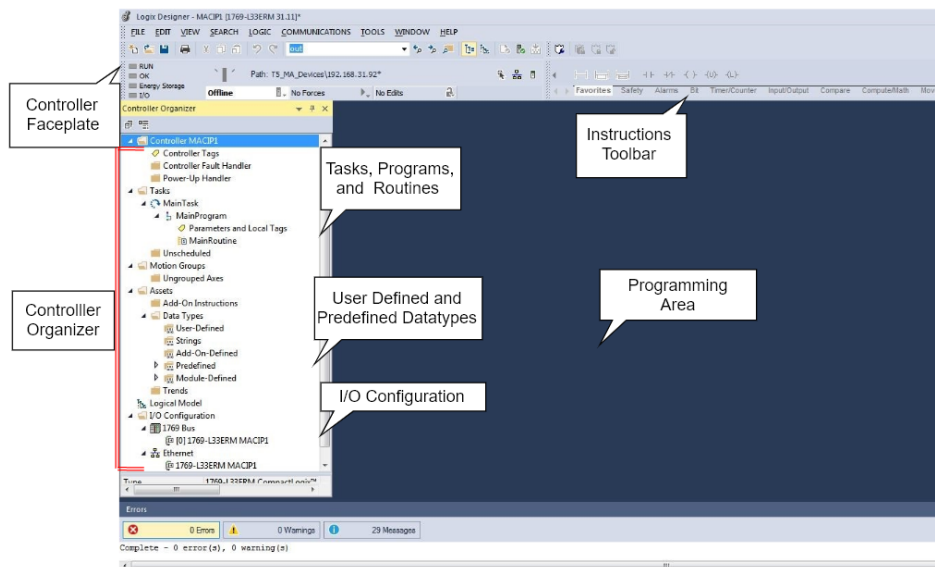 Logix Designer - MACIP1 [1769-L33ERM 31.11]*
FILE EDIT VIEW SEARCH LOGIC COMMUNICATIONS TOOLS WINDOW HELP
out
RUN
OK
Energy Storage
I/O
Path: T5_MA_Devices\192.168.31.92*
Offline No Forces No Edits
Favorites Safety Alarms Bit Timer/Counter Input/Output Compare Compute/Math Mov
Controller
Faceplate
Instructions
Toolbar
Controller Organizer
Controller MACIP1
Controller Tags
Controller Fault Handler
Power-Up Handler
Tasks
MainTask
MainProgram
Parameters and Local Tags
MainRoutine
Unscheduled
Motion Groups
Ungrouped Axes
Assets
Add-On Instructions
Data Types
User-Defined
Strings
Add-On-Defined
Predefined
Module-Defined
Trends
Logical Model
I/O Configuration
1769 Bus
[0] 1769-L33ERM MACIP1
Ethernet
1769-L33ERM MACIP1
Type 1769-L33ERM CompactLogix™
Tasks, Programs,
and Routines
User Defined and
Predefined Datatypes
I/O Configuration
Programming
Area
Controlller
Organizer
Errors
0 Errors 0 Warnings 29 Messages
Complete - 0 error(s), 0 warning(s)